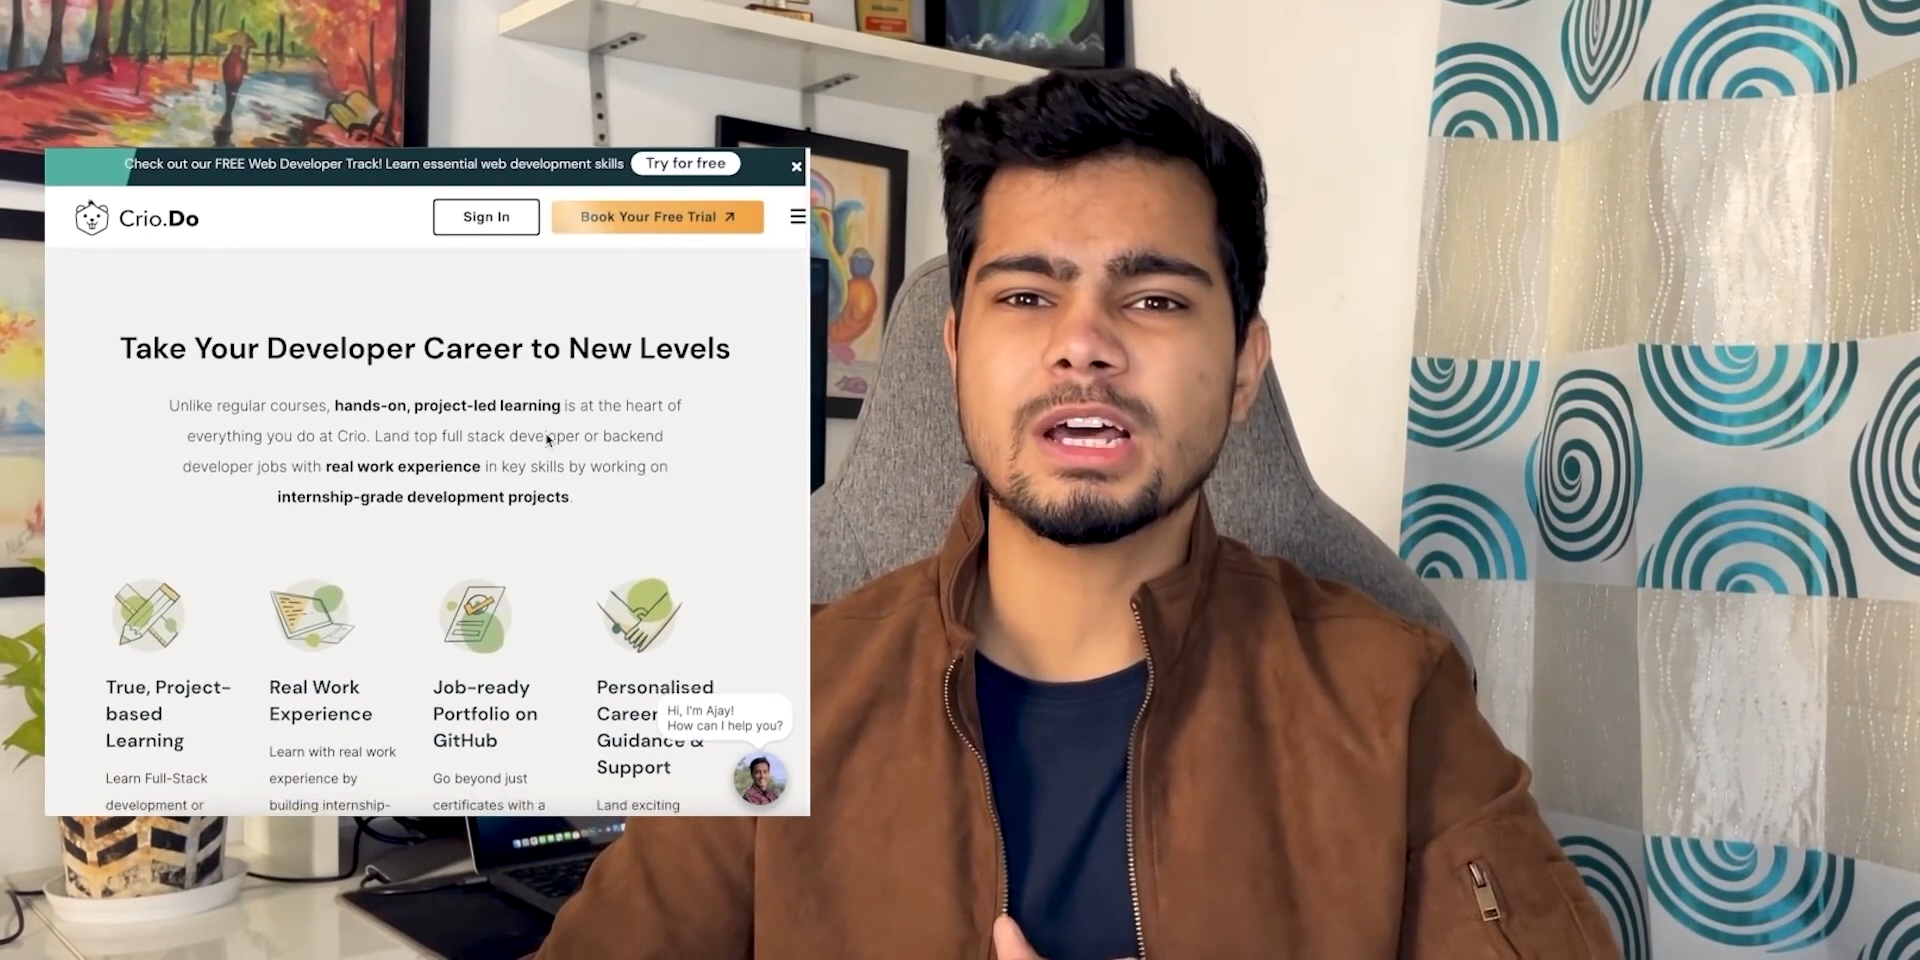 Check out our FREE Web Developer Track! Learn essential web development skills
Try for free
Crio.Do
Sign In
Book Your Free Trial
Take Your Developer Career to New Levels
Unlike regular courses, hands-on, project-led learning is at the heart of
everything you do at Crio. Land top full stack developer or backend
developer jobs with real work experience in key skills by working on
internship-grade development projects.
True, Project-
based
Learning
Learn Full-Stack
development or
Real Work
Experience
Learn with real work
experience by
building internship-
Job-ready
Portfolio on
GitHub
Go beyond just
certificates with a
Personalised
Career
Guidance &
Support
Land exciting
Hi, I'm Ajay!
How can I help you?